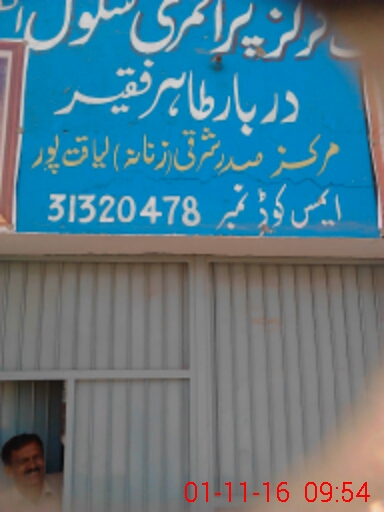 گرلز پرائمری سکول
دربار طاہر فقیر
مرکز صدر شرقی (زنانہ) لیاقت پور
ایمس کوڈ نمبر 31320478
01-11-16 09:54